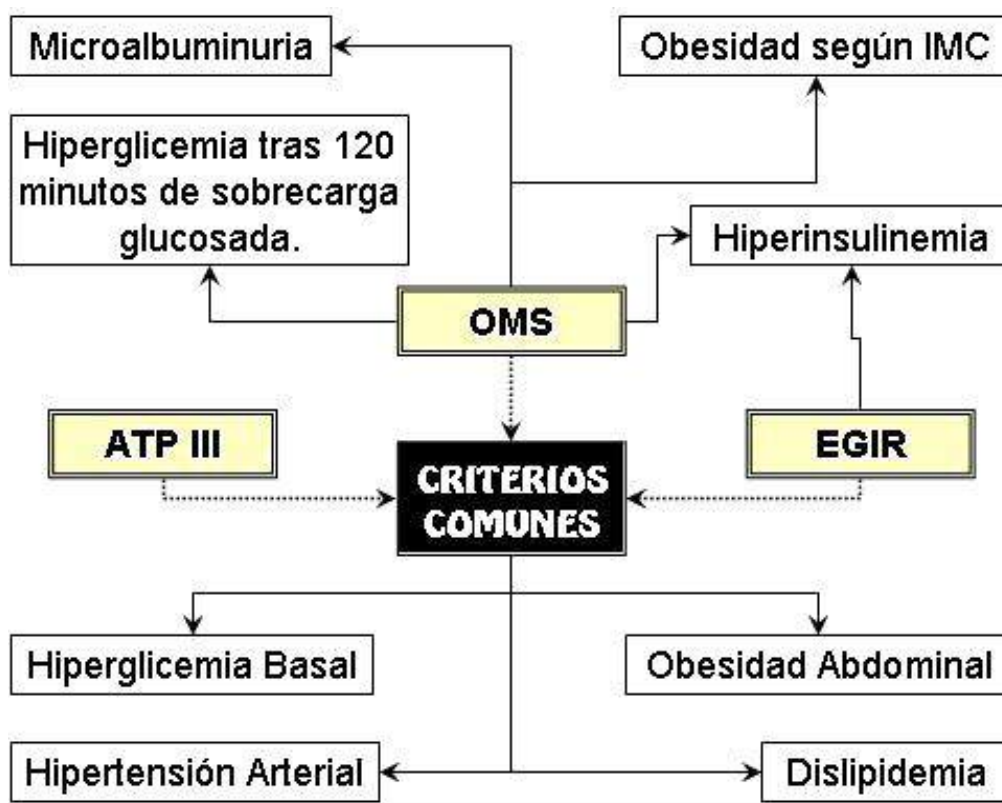 Microalbuminuria
Obesidad según IMC
Hiperglicemia tras 120
minutos de sobrecarga
glucosada.
Hiperinsulinemia
OMS
ATP III
EGIR
CRITERIOS
COMUNES
Hiperglicemia Basal
Obesidad Abdominal
Hipertensión Arterial
Dislipidemia